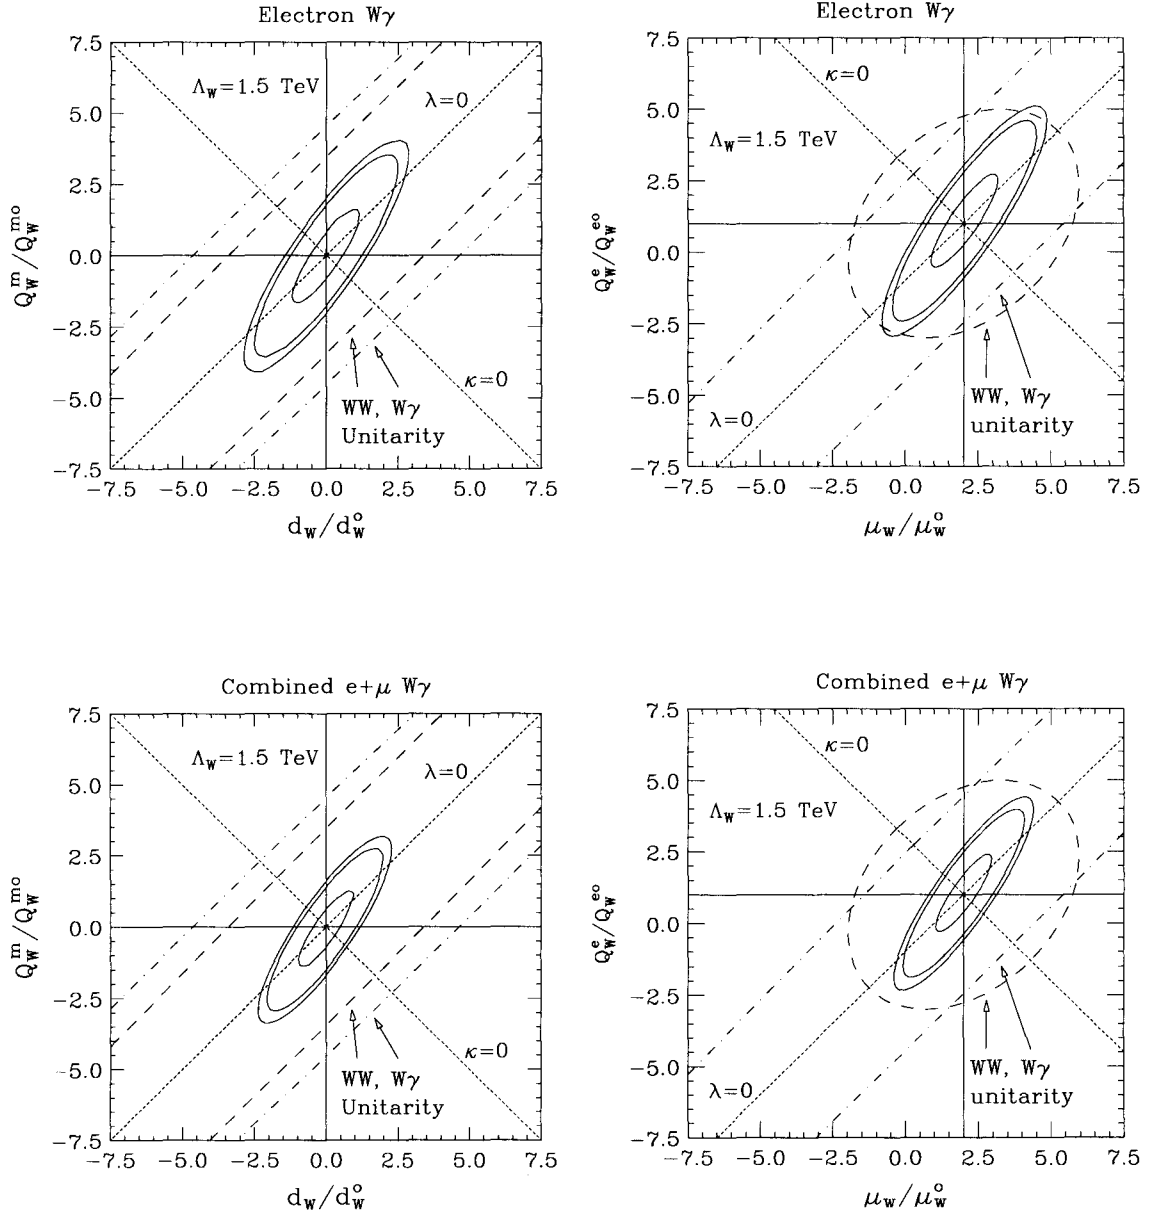 Electron Wγ
7.5
5.0
2.5
0.0
−2.5
−5.0
−7.5
Λ_W=1.5 TeV
λ=0
κ=0
WW, Wγ
Unitarity
Q_W^m/Q_W^mo
−7.5 −5.0 −2.5 0.0 2.5 5.0 7.5
d_W/d_W^o
Electron Wγ
7.5
5.0
2.5
0.0
−2.5
−5.0
−7.5
κ=0
Λ_W=1.5 TeV
λ=0
WW, Wγ
unitarity
Q_W^e/Q_W^eo
−7.5 −5.0 −2.5 0.0 2.5 5.0 7.5
μ_W/μ_W^o
Combined e+μ Wγ
7.5
5.0
2.5
0.0
−2.5
−5.0
−7.5
Λ_W=1.5 TeV
λ=0
κ=0
WW, Wγ
Unitarity
Q_W^m/Q_W^mo
−7.5 −5.0 −2.5 0.0 2.5 5.0 7.5
d_W/d_W^o
Combined e+μ Wγ
7.5
5.0
2.5
0.0
−2.5
−5.0
−7.5
κ=0
Λ_W=1.5 TeV
λ=0
WW, Wγ
unitarity
Q_W^e/Q_W^eo
−7.5 −5.0 −2.5 0.0 2.5 5.0 7.5
μ_W/μ_W^o